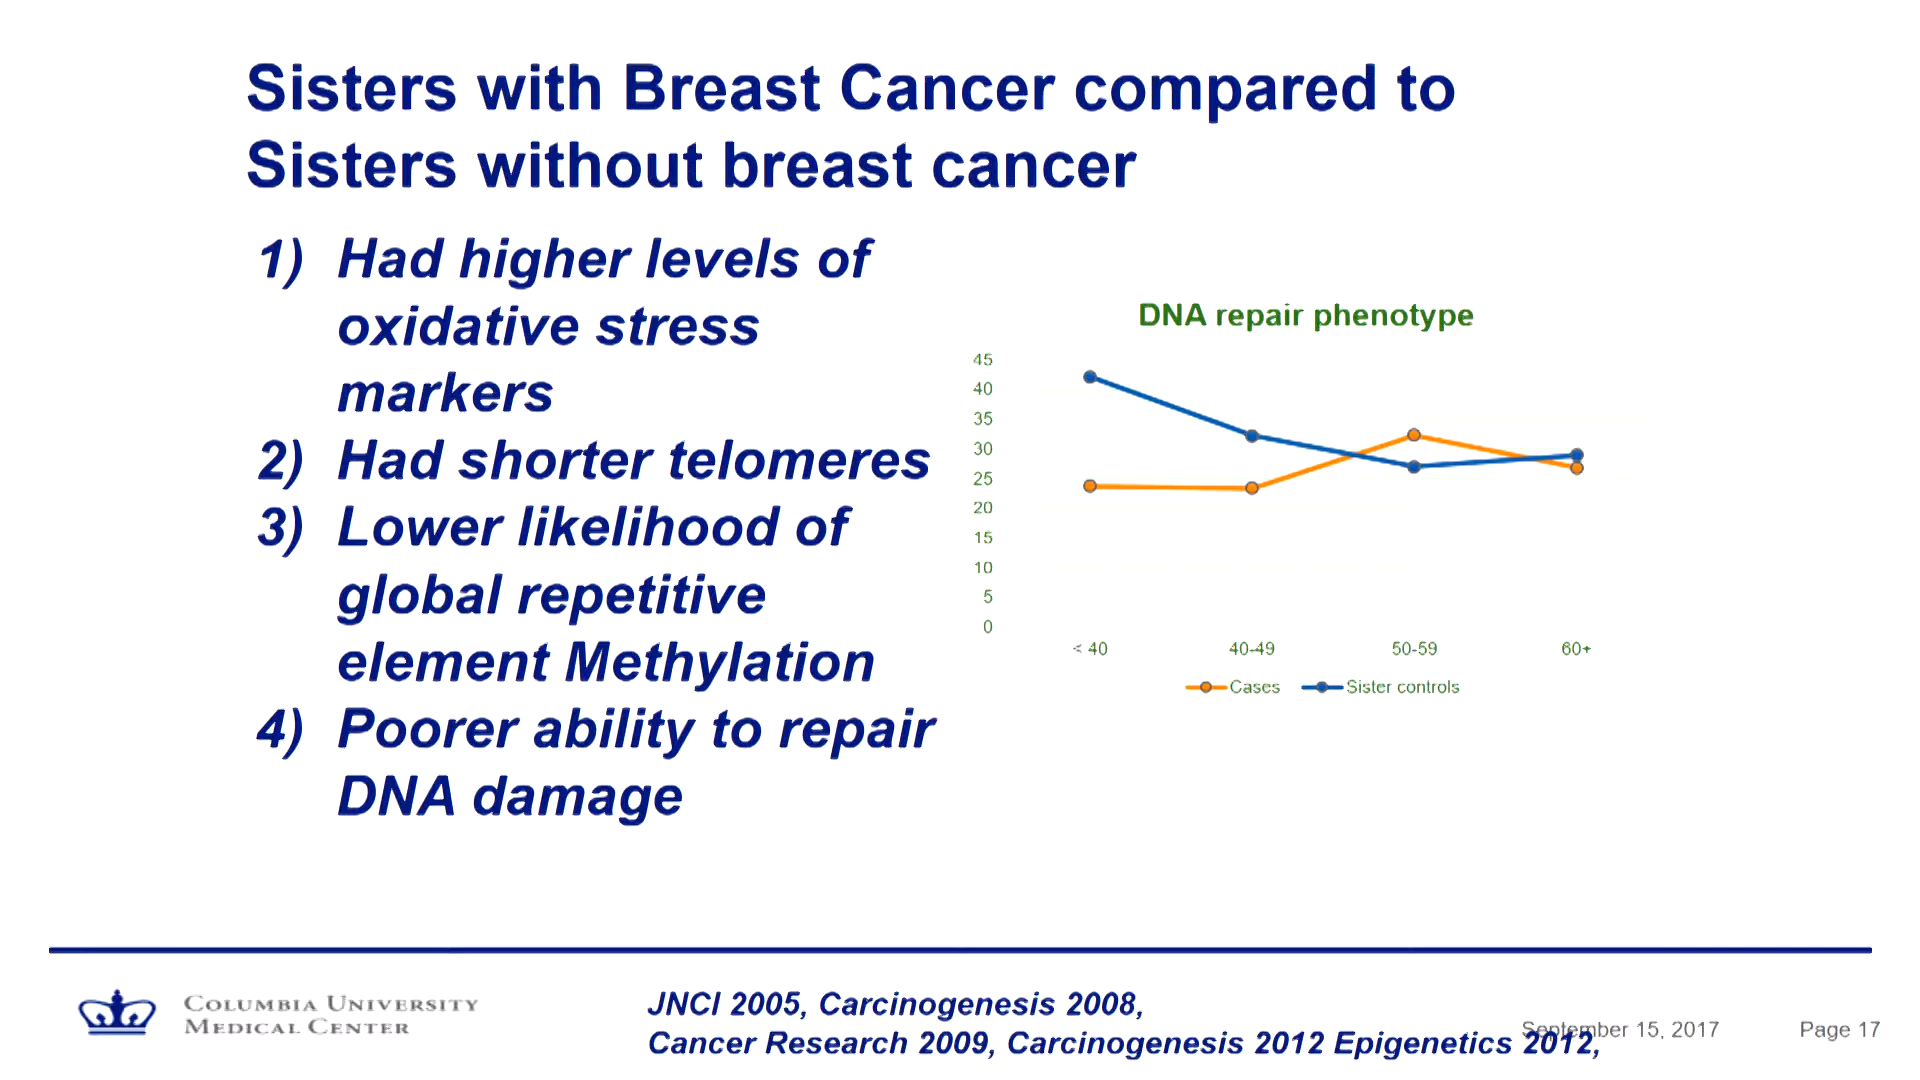 Sisters with Breast Cancer compared to
Sisters without breast cancer
1) Had higher levels of
oxidative stress
markers
2) Had shorter telomeres
3) Lower likelihood of
global repetitive
element Methylation
4) Poorer ability to repair
DNA damage
DNA repair phenotype
45
40
35
30
25
20
15
10
5
0
< 40 40-49 50-59 60+
Cases Sister controls
COLUMBIA UNIVERSITY
MEDICAL CENTER
JNCI 2005, Carcinogenesis 2008,
Cancer Research 2009, Carcinogenesis 2012 Epigenetics 2012,
September 15, 2017
Page 17